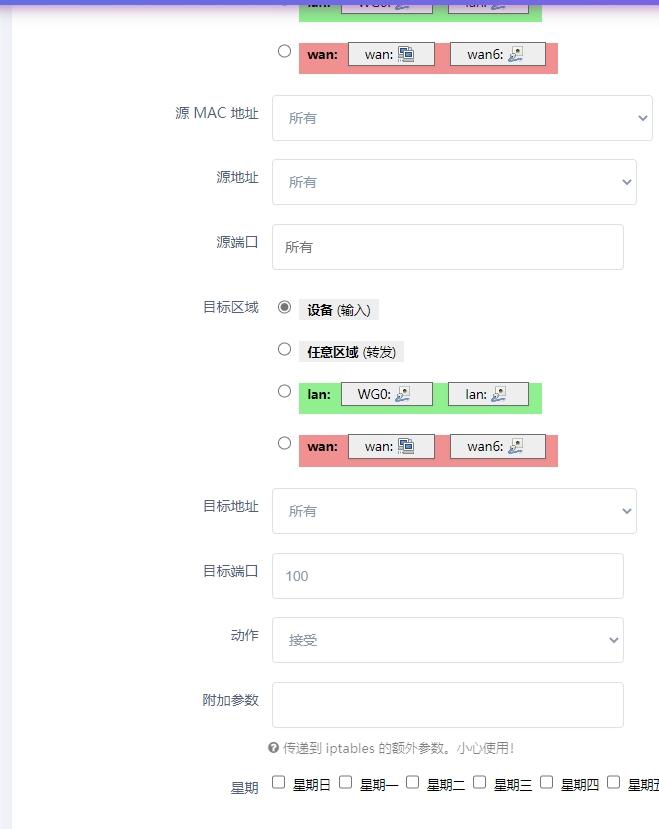 lan: WG0: lan:
wan: wan: wan6:
源 MAC 地址 所有
源地址 所有
源端口 所有
目标区域 设备 (输入)
任意区域 (转发)
lan: WG0: lan:
wan: wan: wan6:
目标地址 所有
目标端口 100
动作 接受
附加参数
传递到 iptables 的额外参数。小心使用！
星期 星期日 星期一 星期二 星期三 星期四 星期五